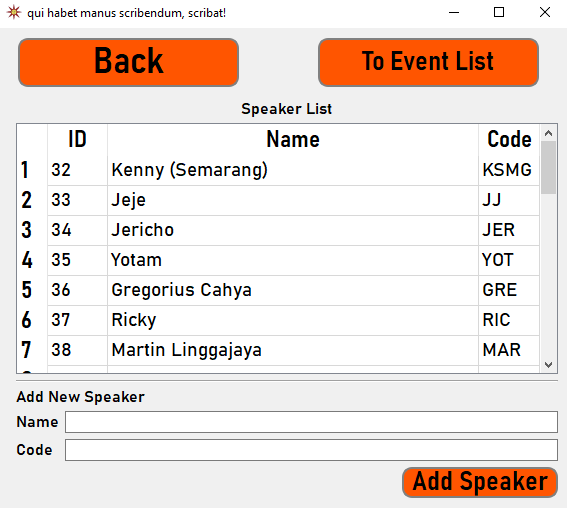 qui habet manus scribendum, scribat!
Back To Event List
Speaker List
ID Name Code
1 32 Kenny (Semarang) KSMG
2 33 Jeje JJ
3 34 Jericho JER
4 35 Yotam YOT
5 36 Gregorius Cahya GRE
6 37 Ricky RIC
7 38 Martin Linggajaya MAR
Add New Speaker
Name
Code
Add Speaker